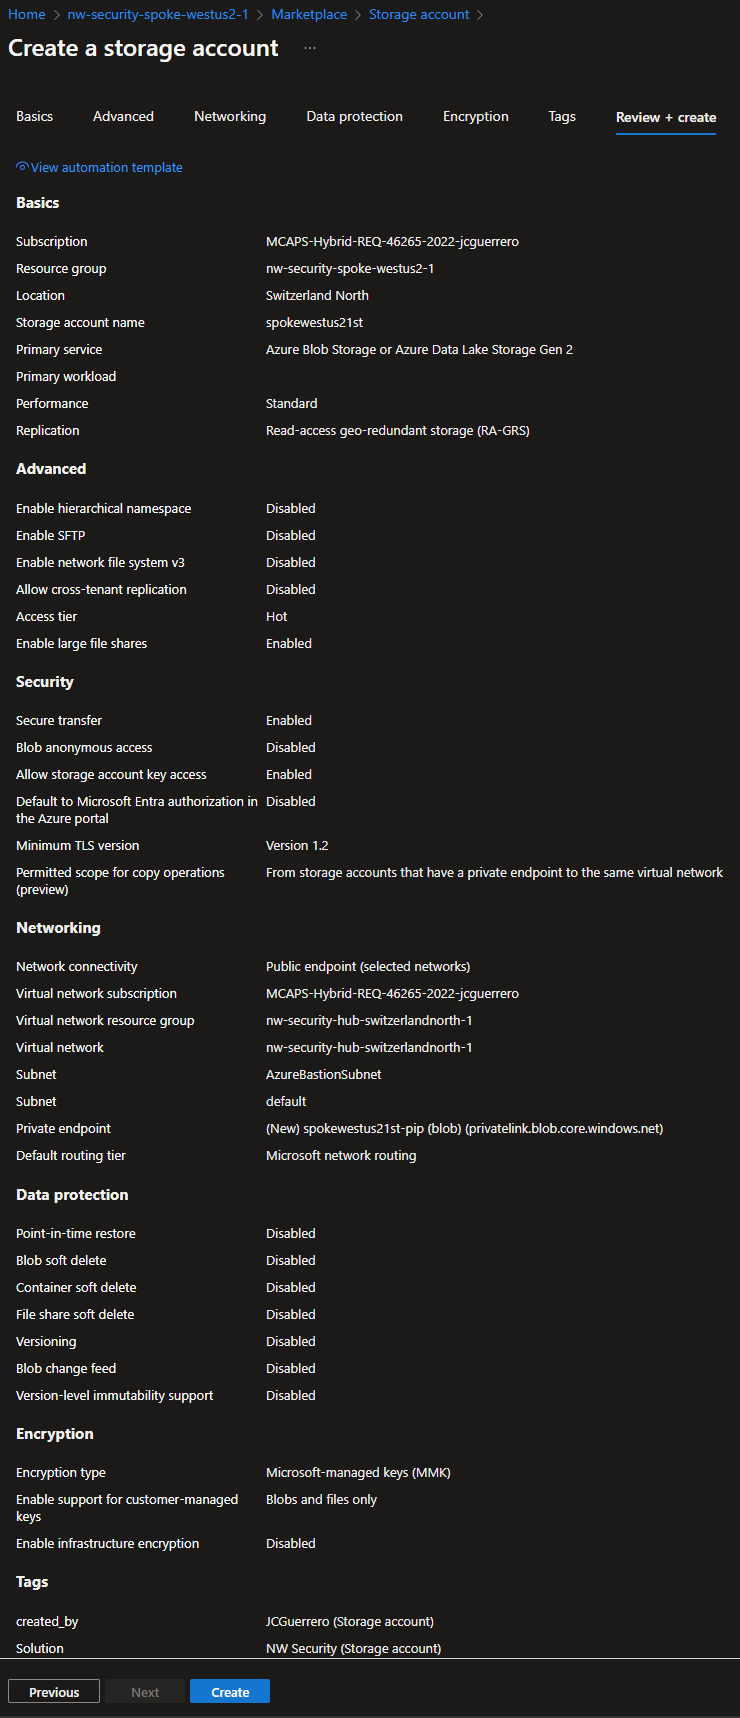 Home > nw-security-spoke-westus2-1 > Marketplace > Storage account >
Create a storage account ...
Basics Advanced Networking Data protection Encryption Tags Review + create
View automation template
Basics
Subscription MCAPS-Hybrid-REQ-46265-2022-jcguerrero
Resource group nw-security-spoke-westus2-1
Location Switzerland North
Storage account name spokewestus21st
Primary service Azure Blob Storage or Azure Data Lake Storage Gen 2
Primary workload
Performance Standard
Replication Read-access geo-redundant storage (RA-GRS)
Advanced
Enable hierarchical namespace Disabled
Enable SFTP Disabled
Enable network file system v3 Disabled
Allow cross-tenant replication Disabled
Access tier Hot
Enable large file shares Enabled
Security
Secure transfer Enabled
Blob anonymous access Disabled
Allow storage account key access Enabled
Default to Microsoft Entra authorization in Disabled
the Azure portal
Minimum TLS version Version 1.2
Permitted scope for copy operations From storage accounts that have a private endpoint to the same virtual network
(preview)
Networking
Network connectivity Public endpoint (selected networks)
Virtual network subscription MCAPS-Hybrid-REQ-46265-2022-jcguerrero
Virtual network resource group nw-security-hub-switzerlandnorth-1
Virtual network nw-security-hub-switzerlandnorth-1
Subnet AzureBastionSubnet
Subnet default
Private endpoint (New) spokewestus21st-pip (blob) (privatelink.blob.core.windows.net)
Default routing tier Microsoft network routing
Data protection
Point-in-time restore Disabled
Blob soft delete Disabled
Container soft delete Disabled
File share soft delete Disabled
Versioning Disabled
Blob change feed Disabled
Version-level immutability support Disabled
Encryption
Encryption type Microsoft-managed keys (MMK)
Enable support for customer-managed Blobs and files only
keys
Enable infrastructure encryption Disabled
Tags
created_by JCGuerrero (Storage account)
Solution NW Security (Storage account)
Previous Next Create